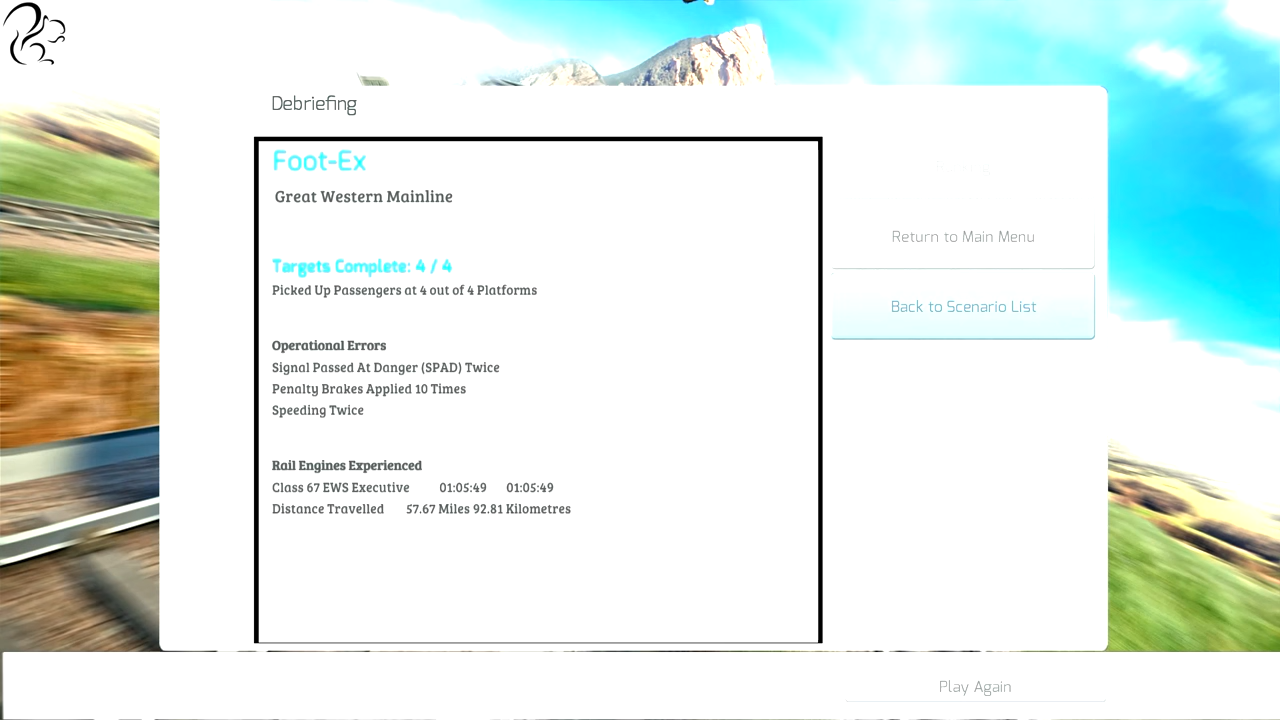 Debriefing
Foot-Ex
Great Western Mainline
Targets Complete: 4 / 4
Picked Up Passengers at 4 out of 4 Platforms
Operational Errors
Signal Passed At Danger (SPAD) Twice
Penalty Brakes Applied 10 Times
Speeding Twice
Rail Engines Experienced
Class 67 EWS Executive 01:05:49 01:05:49
Distance Travelled 57.67 Miles 92.81 Kilometres
Return to Main Menu
Back to Scenario List
Play Again